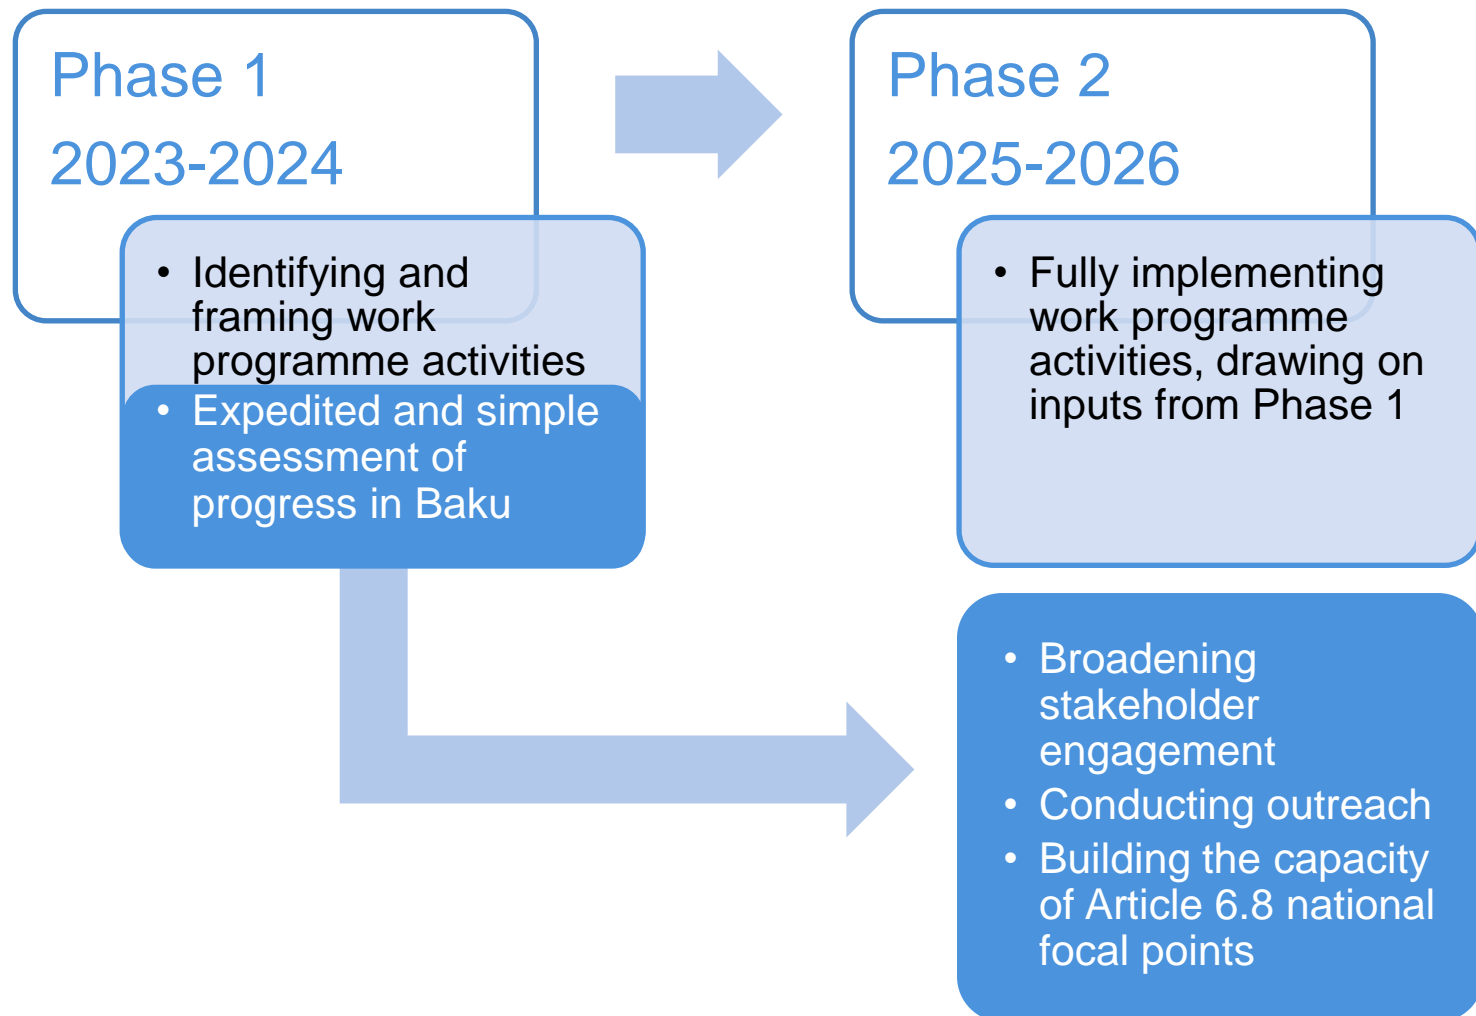 Phase 1
2023-2024
• Identifying and
framing work
programme activities
• Expedited and simple
assessment of
progress in Baku
Phase 2
2025-2026
• Fully implementing
work programme
activities, drawing on
inputs from Phase 1
• Broadening
stakeholder
engagement
• Conducting outreach
• Building the capacity
of Article 6.8 national
focal points